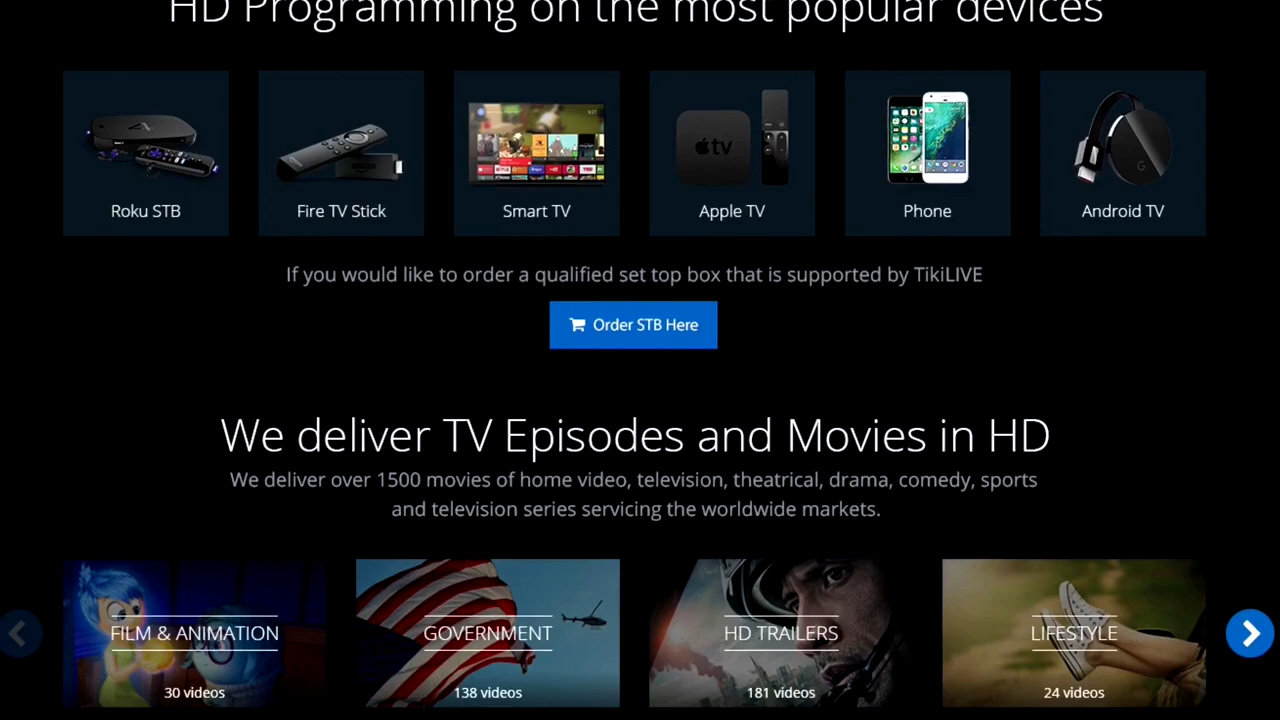 HD Programming on the most popular devices
tv
amazon
G
Roku STB
Fire TV Stick
Smart TV
Apple TV
Phone
Android TV
If you would like to order a qualified set top box that is supported by TikiLIVE
Order STB Here
We deliver TV Episodes and Movies in HD
We deliver over 1500 movies of home video, television, theatrical, drama, comedy, sports
and television series servicing the worldwide markets.
FILM & ANIMATION
GOVERNMENT
HD TRAILERS
LIFESTYLE
30 videos
138 videos
181 videos
24 videos